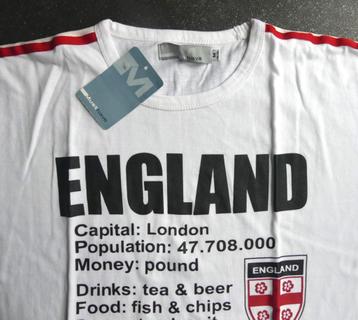 M
ENGLAND
Capital: London
Population: 47.708.000
Money: pound
Drinks: tea & beer
Food: fish & chips
ENGLAND